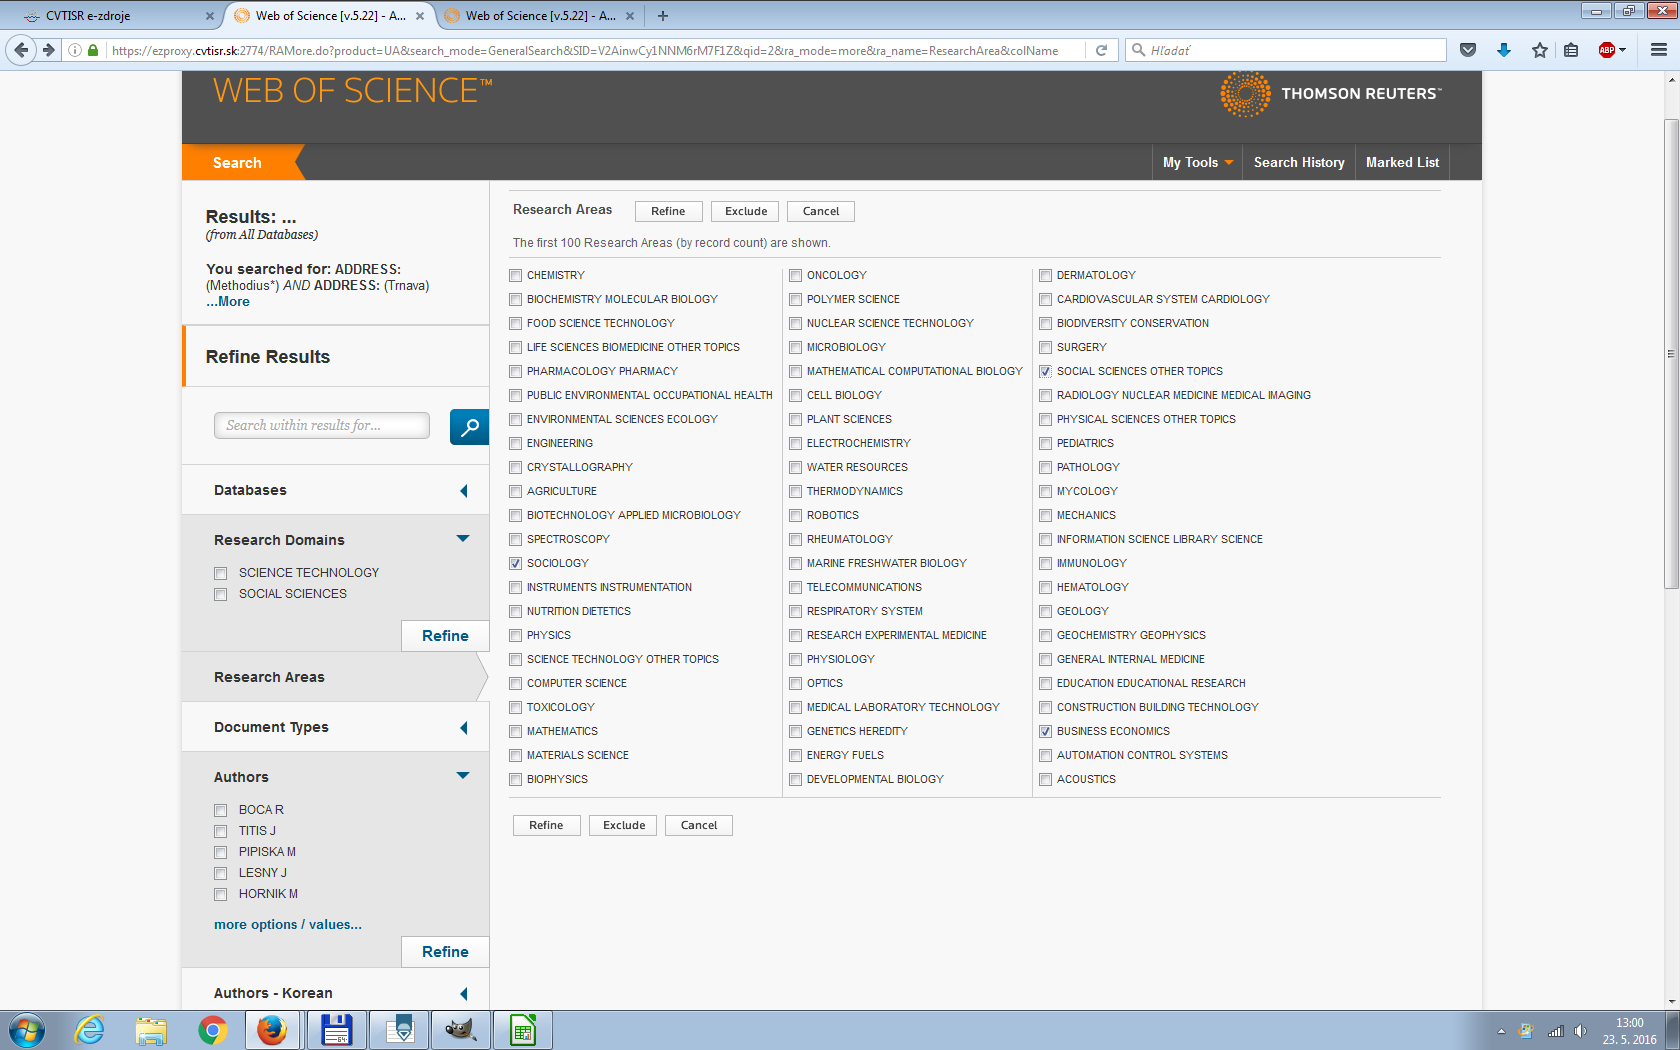 CVTISR e-zdroje
Web of Science [v.5.22] - A...
Web of Science [v.5.22] - A...
https://ezproxy.cvtisr.sk:2774/RAMore.do?product=UA&search_mode=GeneralSearch&SID=V2AinwCy1NNM6rM7F1Z&qid=2&ra_mode=more&ra_name=ResearchArea&colName
Hľadať
ABP
WEB OF SCIENCE™
THOMSON REUTERS™
Search
My Tools
Search History
Marked List
Results: ...
(from All Databases)
You searched for: ADDRESS:
(Methodius*) AND ADDRESS: (Trnava)
...More
Refine Results
Search within results for...
Databases
Research Domains
SCIENCE TECHNOLOGY
SOCIAL SCIENCES
Refine
Research Areas
Document Types
Authors
BOCA R
TITIS J
PIPISKA M
LESNY J
HORNIK M
more options / values...
Refine
Authors - Korean
Research Areas
Refine
Exclude
Cancel
The first 100 Research Areas (by record count) are shown.
CHEMISTRY
BIOCHEMISTRY MOLECULAR BIOLOGY
FOOD SCIENCE TECHNOLOGY
LIFE SCIENCES BIOMEDICINE OTHER TOPICS
PHARMACOLOGY PHARMACY
PUBLIC ENVIRONMENTAL OCCUPATIONAL HEALTH
ENVIRONMENTAL SCIENCES ECOLOGY
ENGINEERING
CRYSTALLOGRAPHY
AGRICULTURE
BIOTECHNOLOGY APPLIED MICROBIOLOGY
SPECTROSCOPY
SOCIOLOGY
INSTRUMENTS INSTRUMENTATION
NUTRITION DIETETICS
PHYSICS
SCIENCE TECHNOLOGY OTHER TOPICS
COMPUTER SCIENCE
TOXICOLOGY
MATHEMATICS
MATERIALS SCIENCE
BIOPHYSICS
ONCOLOGY
POLYMER SCIENCE
NUCLEAR SCIENCE TECHNOLOGY
MICROBIOLOGY
MATHEMATICAL COMPUTATIONAL BIOLOGY
CELL BIOLOGY
PLANT SCIENCES
ELECTROCHEMISTRY
WATER RESOURCES
THERMODYNAMICS
ROBOTICS
RHEUMATOLOGY
MARINE FRESHWATER BIOLOGY
TELECOMMUNICATIONS
RESPIRATORY SYSTEM
RESEARCH EXPERIMENTAL MEDICINE
PHYSIOLOGY
OPTICS
MEDICAL LABORATORY TECHNOLOGY
GENETICS HEREDITY
ENERGY FUELS
DEVELOPMENTAL BIOLOGY
DERMATOLOGY
CARDIOVASCULAR SYSTEM CARDIOLOGY
BIODIVERSITY CONSERVATION
SURGERY
SOCIAL SCIENCES OTHER TOPICS
RADIOLOGY NUCLEAR MEDICINE MEDICAL IMAGING
PHYSICAL SCIENCES OTHER TOPICS
PEDIATRICS
PATHOLOGY
MYCOLOGY
MECHANICS
INFORMATION SCIENCE LIBRARY SCIENCE
IMMUNOLOGY
HEMATOLOGY
GEOLOGY
GEOCHEMISTRY GEOPHYSICS
GENERAL INTERNAL MEDICINE
EDUCATION EDUCATIONAL RESEARCH
CONSTRUCTION BUILDING TECHNOLOGY
BUSINESS ECONOMICS
AUTOMATION CONTROL SYSTEMS
ACOUSTICS
Refine
Exclude
Cancel
64
13:00
23. 5. 2016